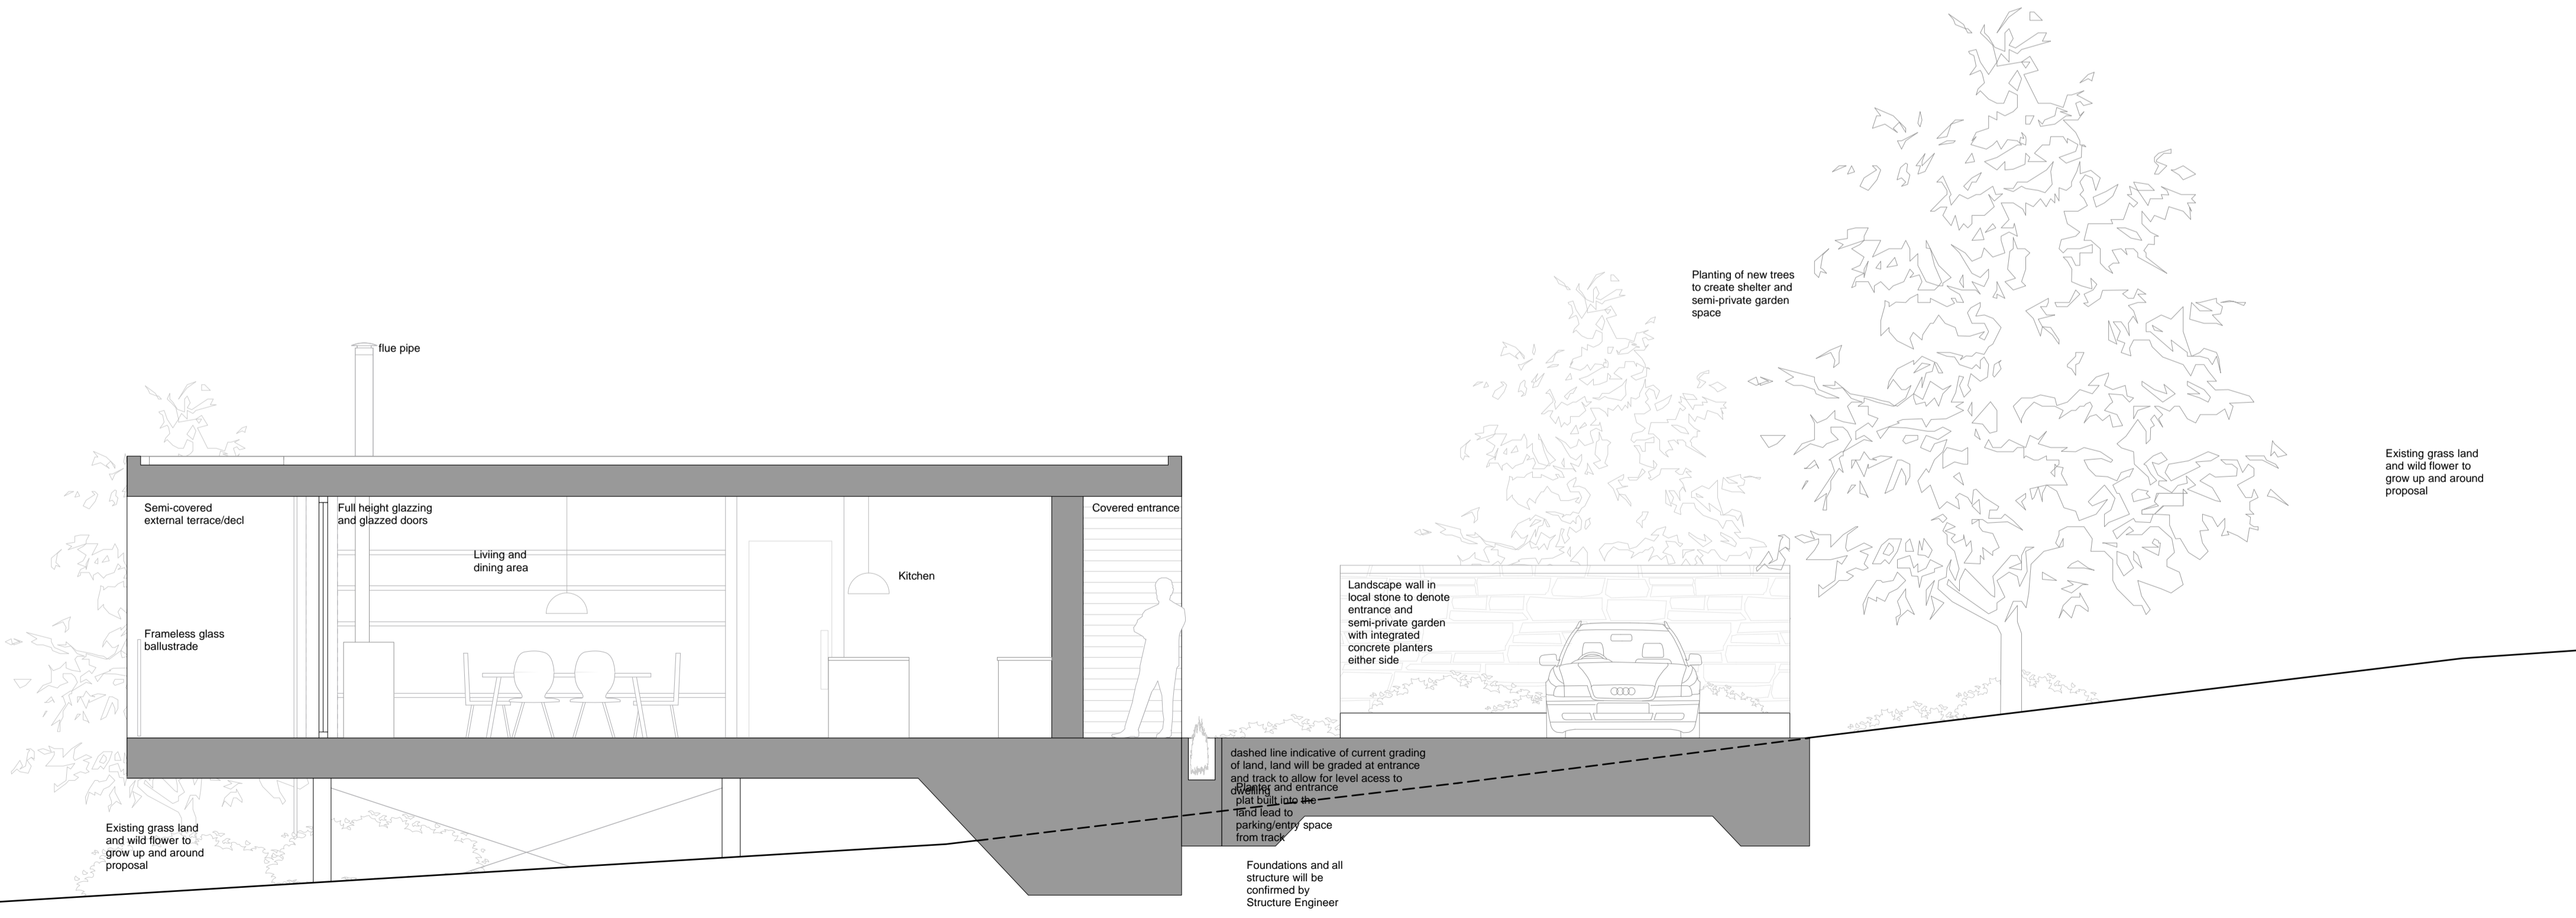 Planting of new trees
to create shelter and
semi-private garden
space
flue pipe
Existing grass land
and wild flower to
grow up and around
proposal
Semi-covered
external terrace/decl
Full height glazzing
and glazzed doors
Covered entrance
Liviing and
dining area
Kitchen
Landscape wall in
local stone to denote
entrance and
semi-private garden
with integrated
concrete planters
either side
Frameless glass
ballustrade
dashed line indicative of current grading
of land, land will be graded at entrance
and track to allow for level acess to
dwelling
Planter and entrance
plat built into the
land lead to
parking/entry space
from track
Existing grass land
and wild flower to
grow up and around
proposal
Foundations and all
structure will be
confirmed by
Structure Engineer